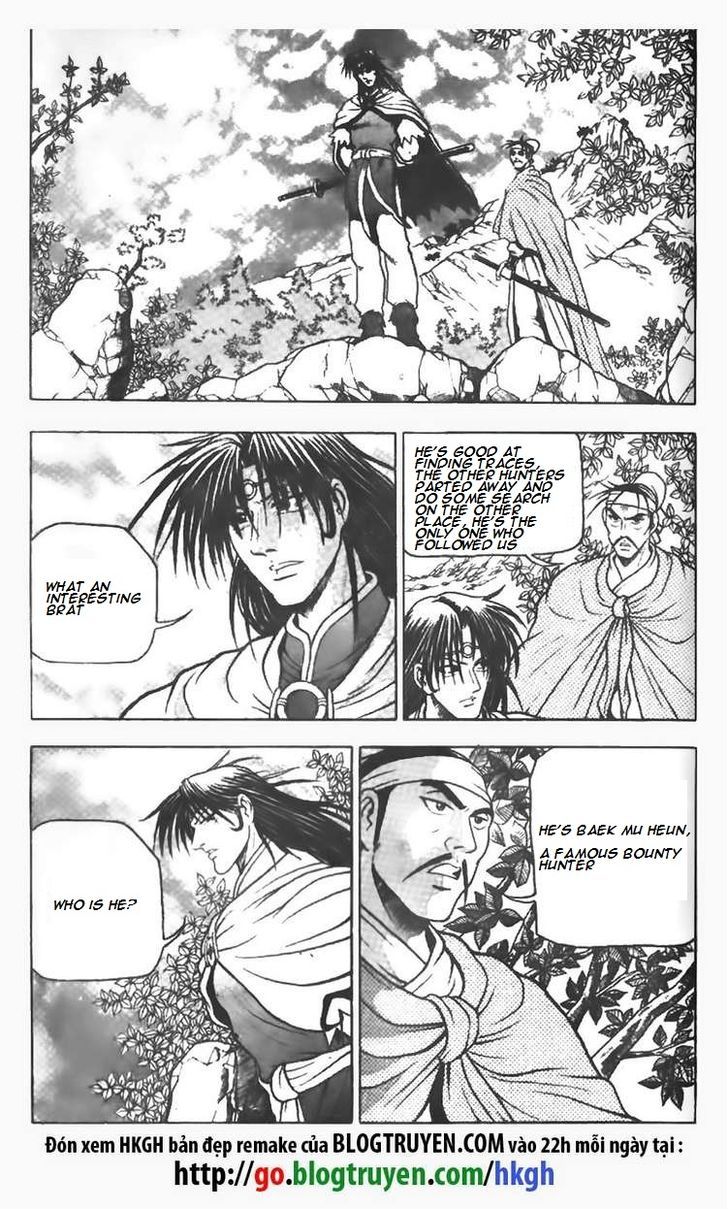 WHAT AN
INTERESTING
BRAT
HE'S GOOD AT
FINDING TRACES,
THE OTHER HUNTERS
PARTED AWAY AND
DO SOME SEARCH
ON THE OTHER
PLACE, HE'S THE
ONLY ONE WHO
FOLLOWED US
WHO IS HE?
HE'S BAEK MU HEUN,
A FAMOUS BOUNTY
HUNTER
Đón xem HKGH bản đẹp remake của BLOGTRUYEN.COM vào 22h mỗi ngày tại :
http://go.blogtruyen.com/hkgh